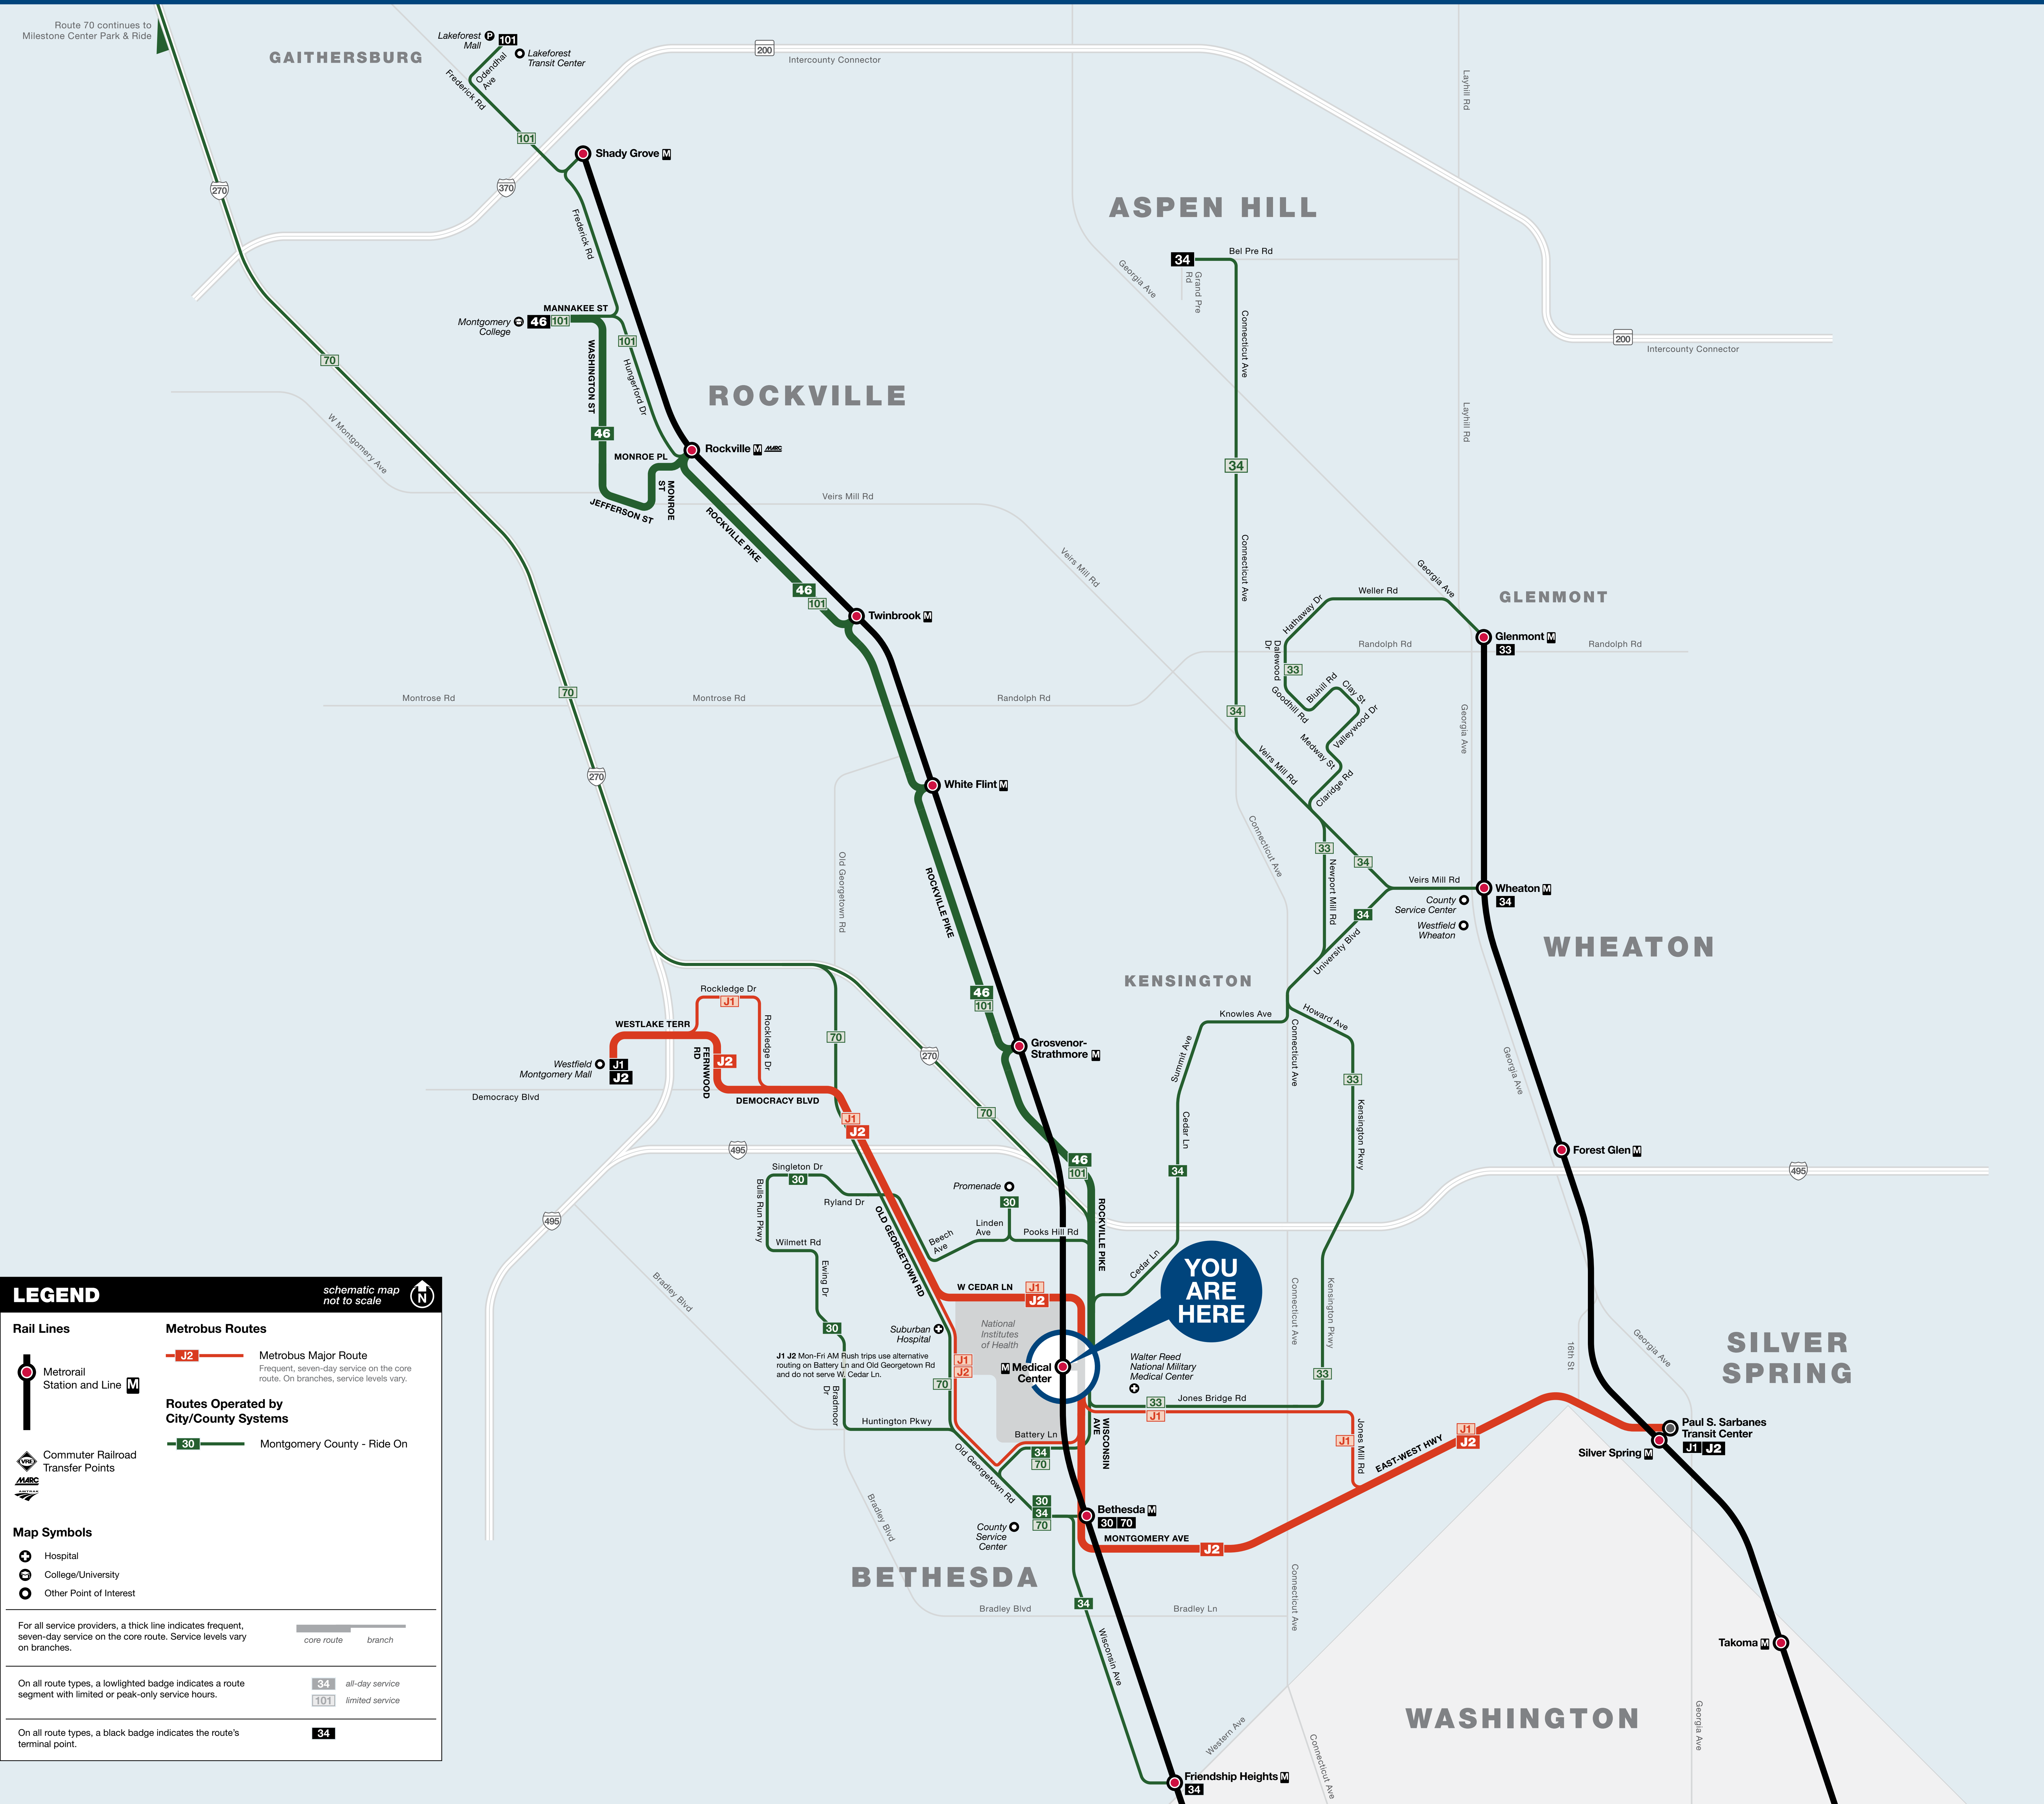 Route 70 continues to
Milestone Center Park & Ride
GAITHERSBURG
Lakeforest
Mall
P
101
Lakeforest
Transit Center
Odendhal
Ave
Frederick Rd
101
200
Intercounty Connector
Layhill Rd
Shady Grove M
270
370
Frederick Rd
ASPEN HILL
34
Bel Pre Rd
Grand Pre
Rd
Georgia Ave
Connecticut Ave
200
Intercounty Connector
MANNAKEE ST
Montgomery
College
46 101
101
WASHINGTON ST
Hungerford Dr
70
ROCKVILLE
46
MONROE PL
Rockville M MARC
W Montgomery Ave
MONROE
ST
JEFFERSON ST
ROCKVILLE PIKE
Veirs Mill Rd
Veirs Mill Rd
34
Layhill Rd
Connecticut Ave
Georgia Ave
46
101
Twinbrook M
Weller Rd
Hathaway Dr
GLENMONT
Glenmont M
33
Randolph Rd
Randolph Rd
Dalewood
Dr
33
Bluhill Rd
Clay St
Goodhill Rd
Valleywood Dr
Medway St
Claridge Rd
70
Montrose Rd
Montrose Rd
Randolph Rd
34
Veirs Mill Rd
Georgia Ave
270
White Flint M
Connecticut Ave
33
34
Newport Mill Rd
Veirs Mill Rd
Wheaton M
34
County
Service Center
Westfield
Wheaton
34
University Blvd
WHEATON
Old Georgetown Rd
ROCKVILLE PIKE
KENSINGTON
46
101
Rockledge Dr
J1
Rockledge Dr
WESTLAKE TERR
FERNWOOD
RD
J2
Westfield
Montgomery Mall
J1
J2
Democracy Blvd
DEMOCRACY BLVD
70
270
Grosvenor-
Strathmore M
Knowles Ave
Howard Ave
Summit Ave
Connecticut Ave
33
Kensington Pkwy
Georgia Ave
70
J1
J2
Cedar Ln
495
46
101
34
Forest Glen M
495
495
Singleton Dr
30
Ryland Dr
Bulls Run Pkwy
Wilmett Rd
Ewing Dr
30
OLD GEORGETOWN RD
Beech
Ave
Linden
Ave
Promenade
30
Pooks Hill Rd
ROCKVILLE PIKE
Cedar Ln
YOU
ARE
HERE
Connecticut Ave
Kensington Pkwy
Bradley Blvd
W CEDAR LN
J1
J2
National
Institutes
of Health
Suburban
Hospital
J1 J2 Mon-Fri AM Rush trips use alternative
routing on Battery Ln and Old Georgetown Rd
and do not serve W. Cedar Ln.
J1
J2
70
M Medical
Center
Walter Reed
National Military
Medical Center
33
J1
Jones Bridge Rd
33
16th St
Georgia Ave
SILVER
SPRING
Bradmoor
Dr
Huntington Pkwy
Battery Ln
34
70
WISCONSIN
AVE
J1
Jones Mill Rd
EAST-WEST HWY
J1
J2
Paul S. Sarbanes
Transit Center
J1 J2
Silver Spring M
Old Georgetown Rd
30
34
70
County
Service
Center
Bethesda M
30 70
MONTGOMERY AVE
J2
Bradley Blvd
BETHESDA
34
Bradley Blvd
Bradley Ln
Connecticut Ave
Wisconsin Ave
Takoma M
WASHINGTON
Georgia Ave
Western Ave
Connecticut Ave
Friendship Heights M
34
LEGEND
schematic map
not to scale
N
Rail Lines
Metrorail
Station and Line M
VRE
MARC
AMTRAK
Commuter Railroad
Transfer Points
Metrobus Routes
J2
Metrobus Major Route
Frequent, seven-day service on the core
route. On branches, service levels vary.
Routes Operated by
City/County Systems
30
Montgomery County - Ride On
Map Symbols
Hospital
College/University
Other Point of Interest
For all service providers, a thick line indicates frequent,
seven-day service on the core route. Service levels vary
on branches.
core route
branch
On all route types, a lowlighted badge indicates a route
segment with limited or peak-only service hours.
34 all-day service
101 limited service
On all route types, a black badge indicates the route's
terminal point.
34